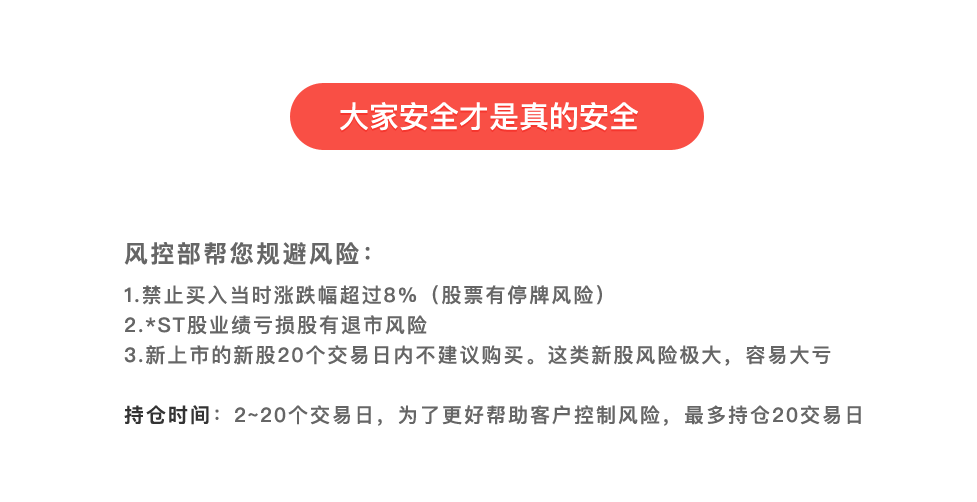 大家安全才是真的安全
风控部帮您规避风险：
1.禁止买入当时涨跌幅超过8%（股票有停牌风险）
2.*ST股业绩亏损股有退市风险
3.新上市的新股20个交易日内不建议购买。这类新股风险极大，容易大亏
持仓时间：2~20个交易日，为了更好帮助客户控制风险，最多持仓20交易日